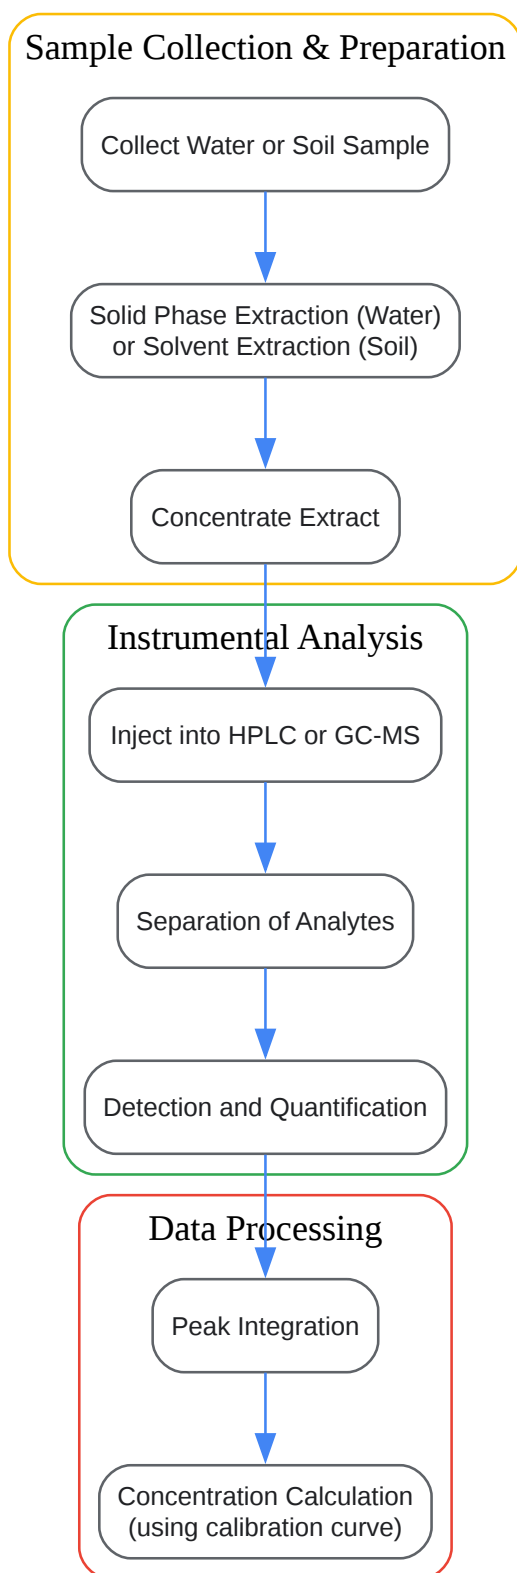 Sample Collection & Preparation
Collect Water or Soil Sample
Solid Phase Extraction (Water)
or Solvent Extraction (Soil)
Concentrate Extract
Instrumental Analysis
Inject into HPLC or GC-MS
Separation of Analytes
Detection and Quantification
Data Processing
Peak Integration
Concentration Calculation
(using calibration curve)